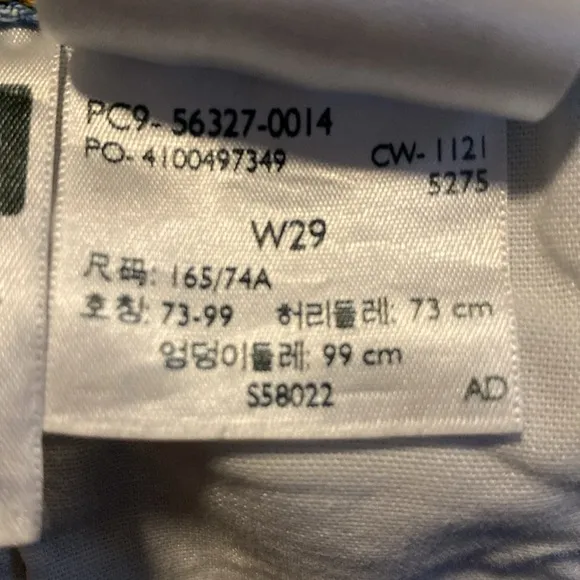 PC9- 56327-0014
PO- 4100497349 CW- 1121
5275
W29
尺码: 165/74A
호칭: 73-99 허리둘레: 73 cm
엉덩이둘레: 99 cm
S58022 AD